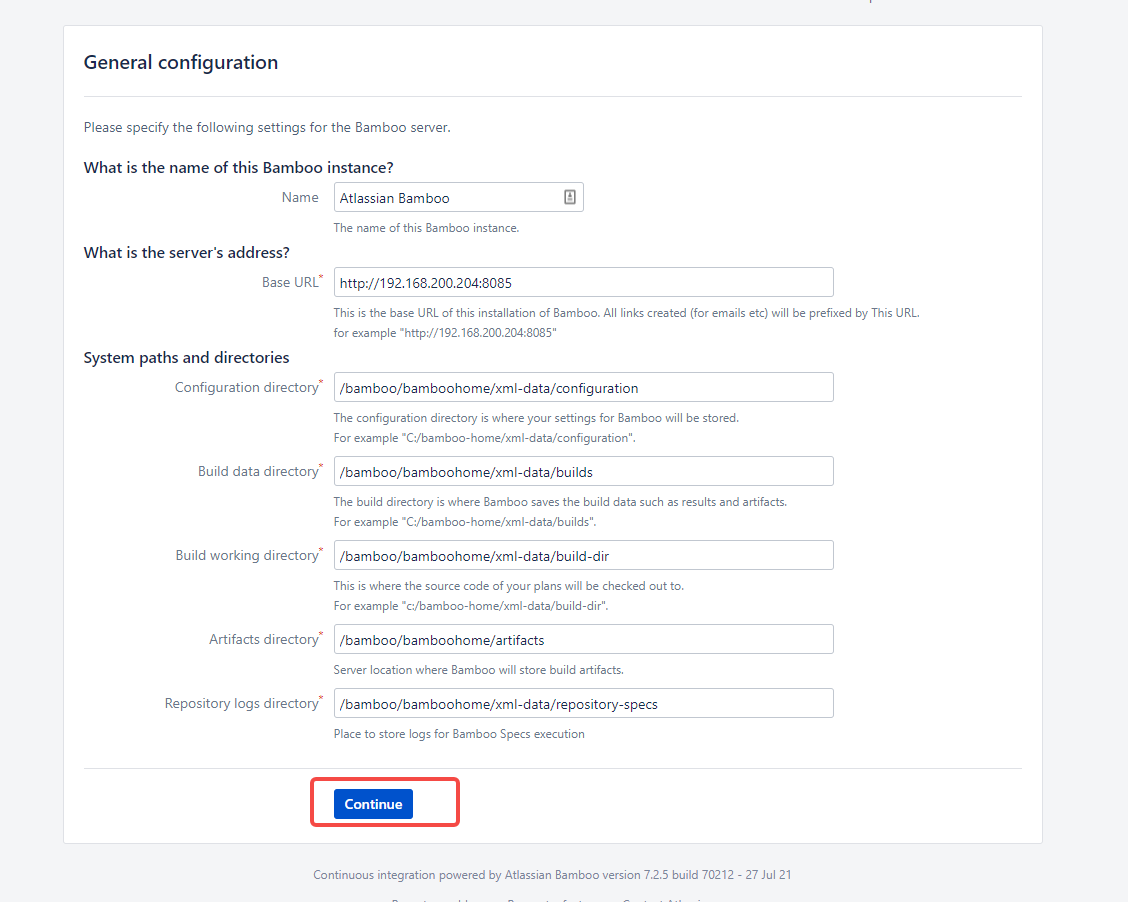 General configuration
Please specify the following settings for the Bamboo server.
What is the name of this Bamboo instance?
Name
Atlassian Bamboo
The name of this Bamboo instance.
What is the server's address?
Base URL*
http://192.168.200.204:8085
This is the base URL of this installation of Bamboo. All links created (for emails etc) will be prefixed by This URL.
for example "http://192.168.200.204:8085"
System paths and directories
Configuration directory*
/bamboo/bamboohome/xml-data/configuration
The configuration directory is where your settings for Bamboo will be stored.
For example "C:/bamboo-home/xml-data/configuration".
Build data directory*
/bamboo/bamboohome/xml-data/builds
The build directory is where Bamboo saves the build data such as results and artifacts.
For example "C:/bamboo-home/xml-data/builds".
Build working directory*
/bamboo/bamboohome/xml-data/build-dir
This is where the source code of your plans will be checked out to.
For example "c:/bamboo-home/xml-data/build-dir".
Artifacts directory*
/bamboo/bamboohome/artifacts
Server location where Bamboo will store build artifacts.
Repository logs directory*
/bamboo/bamboohome/xml-data/repository-specs
Place to store logs for Bamboo Specs execution
Continue
Continuous integration powered by Atlassian Bamboo version 7.2.5 build 70212 - 27 Jul 21